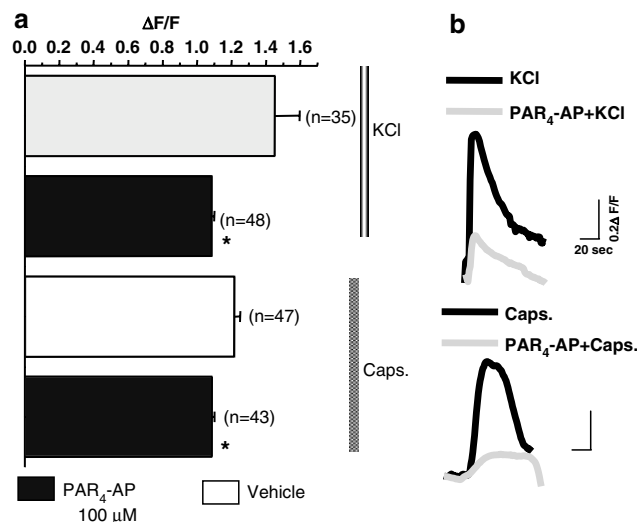 a
ΔF/F
0.0 0.2 0.4 0.6 0.8 1.0 1.2 1.4 1.6
(n=35)
KCl
(n=48)
*
(n=47)
Caps.
(n=43)
*
PAR4-AP
100 µM
Vehicle
b
KCl
PAR4-AP+KCl
0.2Δ F/F
20 sec
Caps.
PAR4-AP+Caps.